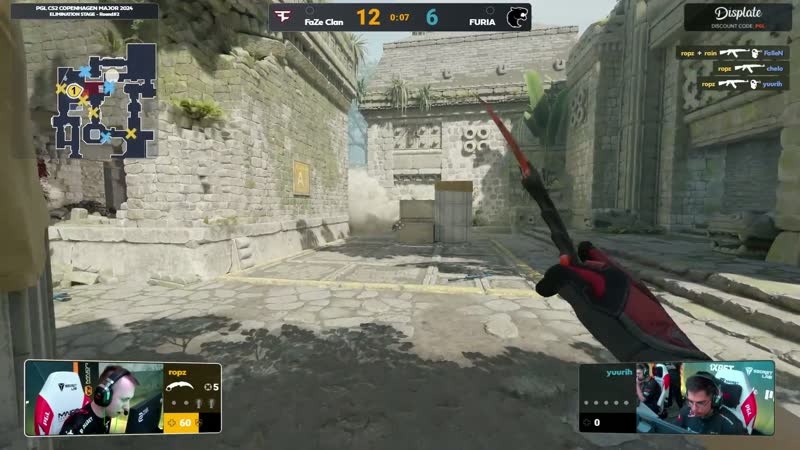 PGL CS2 COPENHAGEN MAJOR 2024
ELIMINATION STAGE - Round#2
FaZe Clan 12 0:07 6 FURIA
Displate
DISCOUNT CODE: PGL
ropz + rain FalleN
ropz chelo
ropz yuurih
1
A
ropz
5
60
yuurih
0